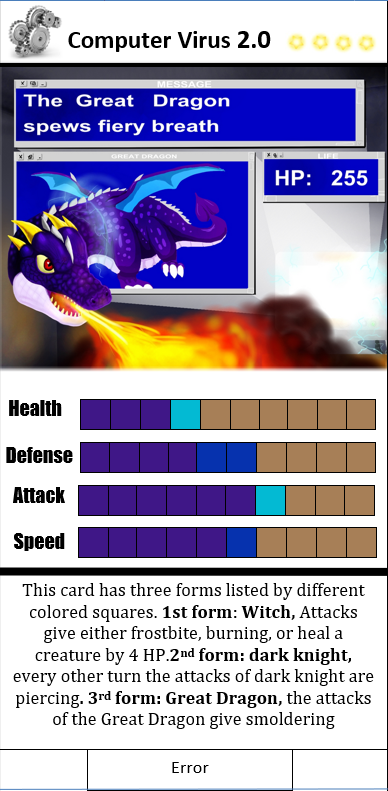 Computer Virus 2.0
MESSAGE
The Great Dragon
spews fiery breath
GREAT DRAGON
LIFE
HP: 255
Health
Defense
Attack
Speed
This card has three forms listed by different
colored squares. 1st form: Witch, Attacks
give either frostbite, burning, or heal a
creature by 4 HP.2nd form: dark knight,
every other turn the attacks of dark knight are
piercing. 3rd form: Great Dragon, the attacks
of the Great Dragon give smoldering
Error